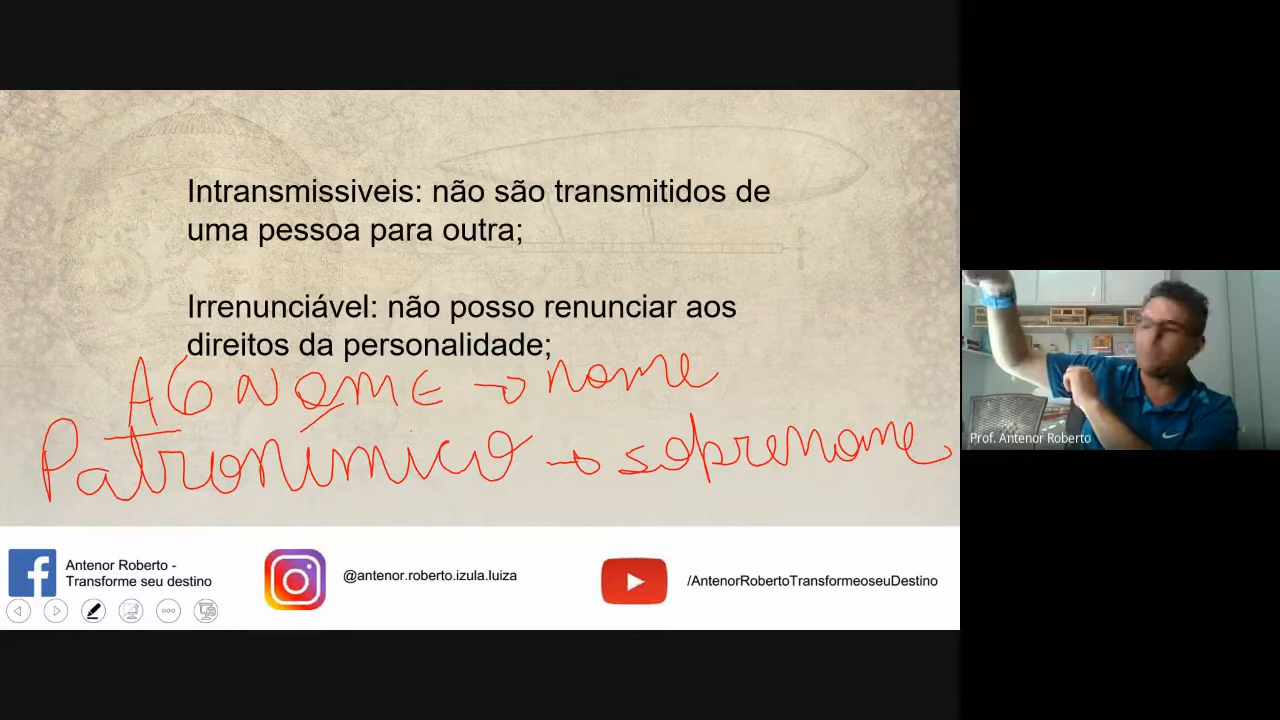 Intransmissiveis: não são transmitidos de
uma pessoa para outra;
Irrenunciável: não posso renunciar aos
direitos da personalidade;
AGNOME → nome
Patronímico → sobrenome
Prof. Antenor Roberto
Antenor Roberto -
Transforme seu destino
@antenor.roberto.izula.luiza
/AntenorRobertoTransformeoseuDestino